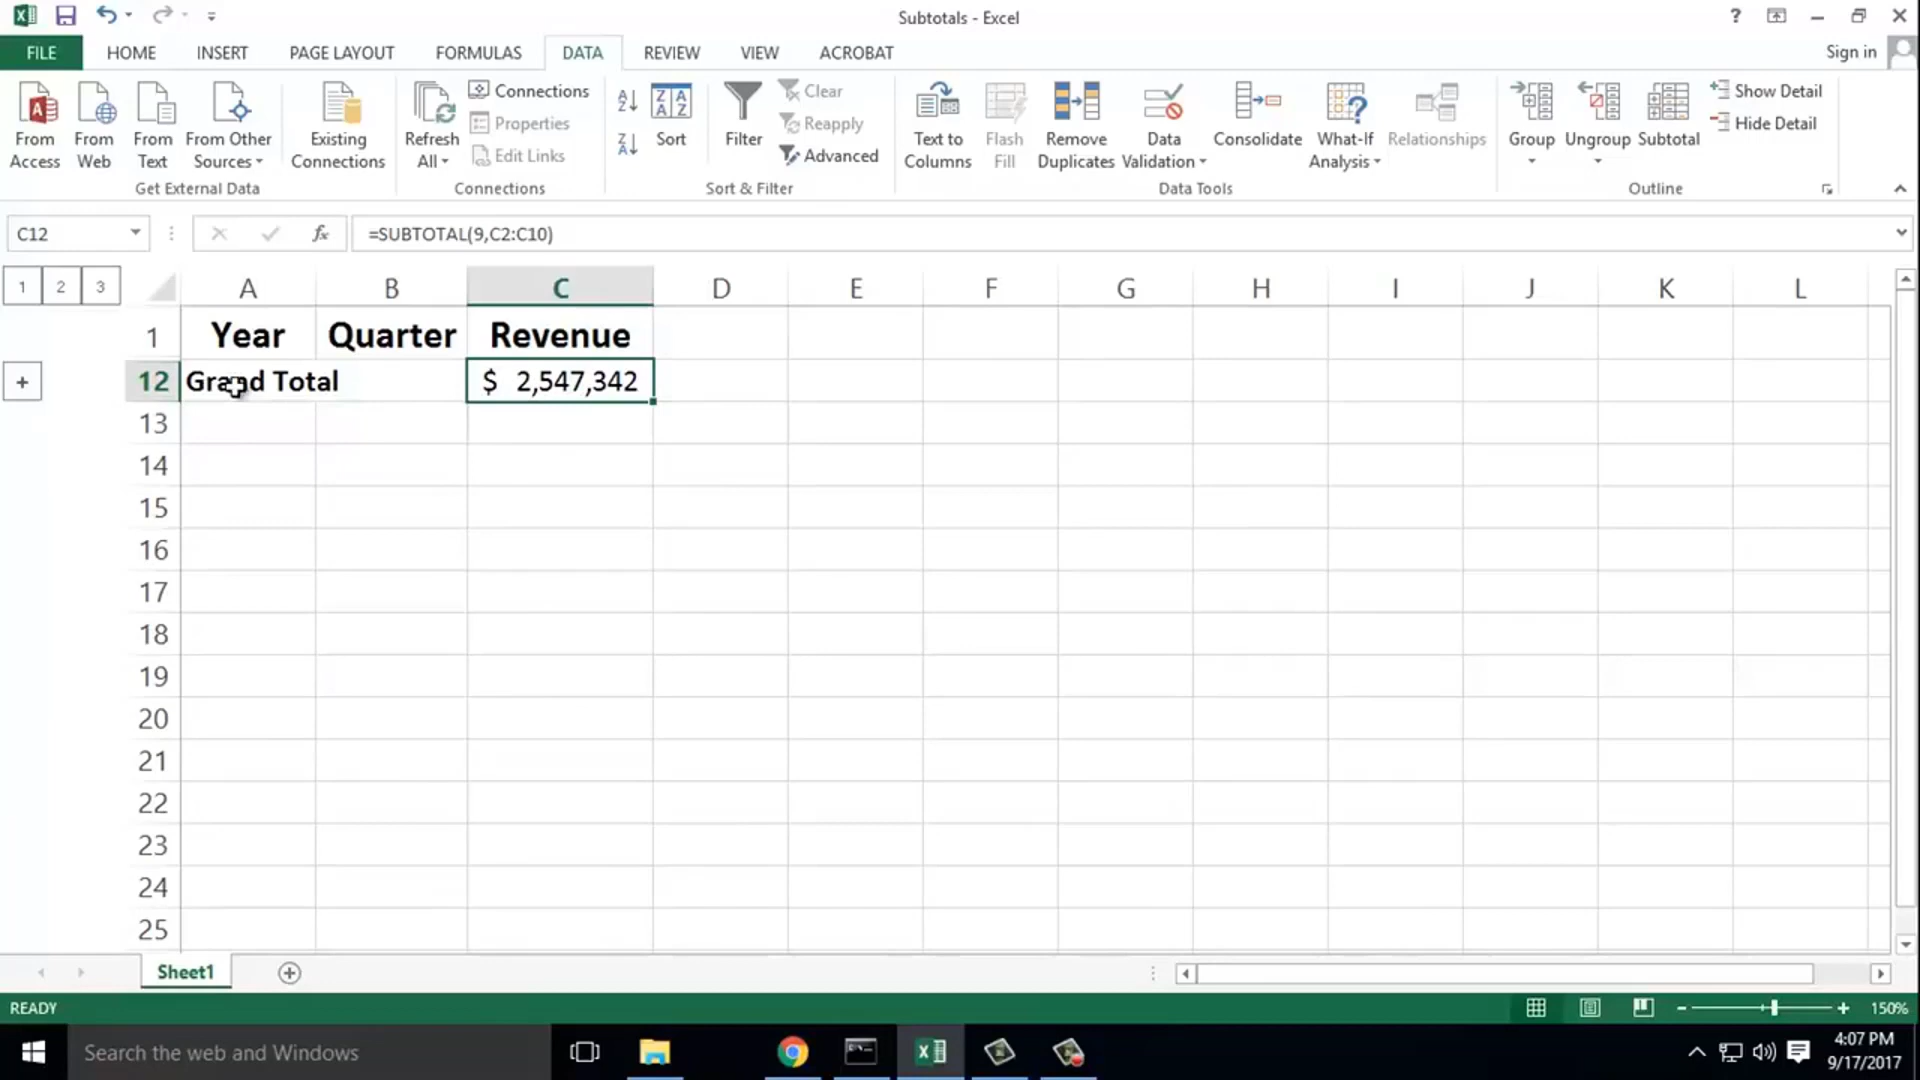 Subtotals - Excel
?
FILE HOME INSERT PAGE LAYOUT FORMULAS DATA REVIEW VIEW ACROBAT Sign in
From Access
From Web
From Text
From Other Sources
Existing Connections
Get External Data
Refresh All
Connections
Properties
Edit Links
Connections
Sort
Filter
Clear
Reapply
Advanced
Sort & Filter
Text to Columns
Flash Fill
Remove Duplicates
Data Validation
Consolidate
What-If Analysis
Relationships
Data Tools
Group
Ungroup
Subtotal
Show Detail
Hide Detail
Outline
C12 fx =SUBTOTAL(9,C2:C10)
1 2 3 A B C D E F G H I J K L
1 Year Quarter Revenue
+ 12 Grand Total $ 2,547,342
13
14
15
16
17
18
19
20
21
22
23
24
25
Sheet1
READY 150%
Search the web and Windows
4:07 PM
9/17/2017